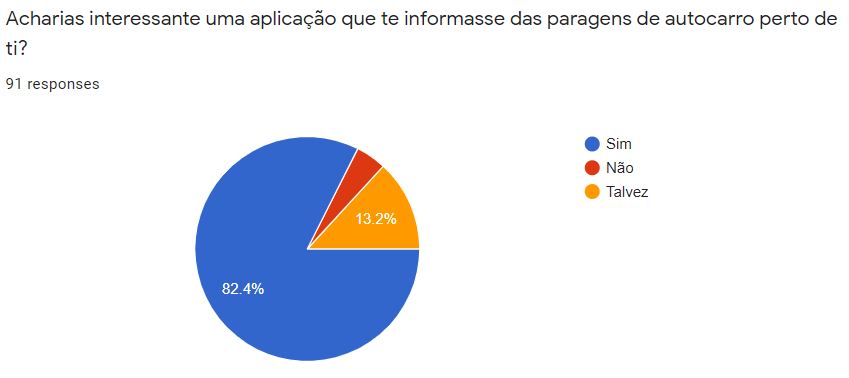 Acharias interessante uma aplicação que te informasse das paragens de autocarro perto de
ti?
91 responses
Sim
Não
Talvez
13.2%
82.4%